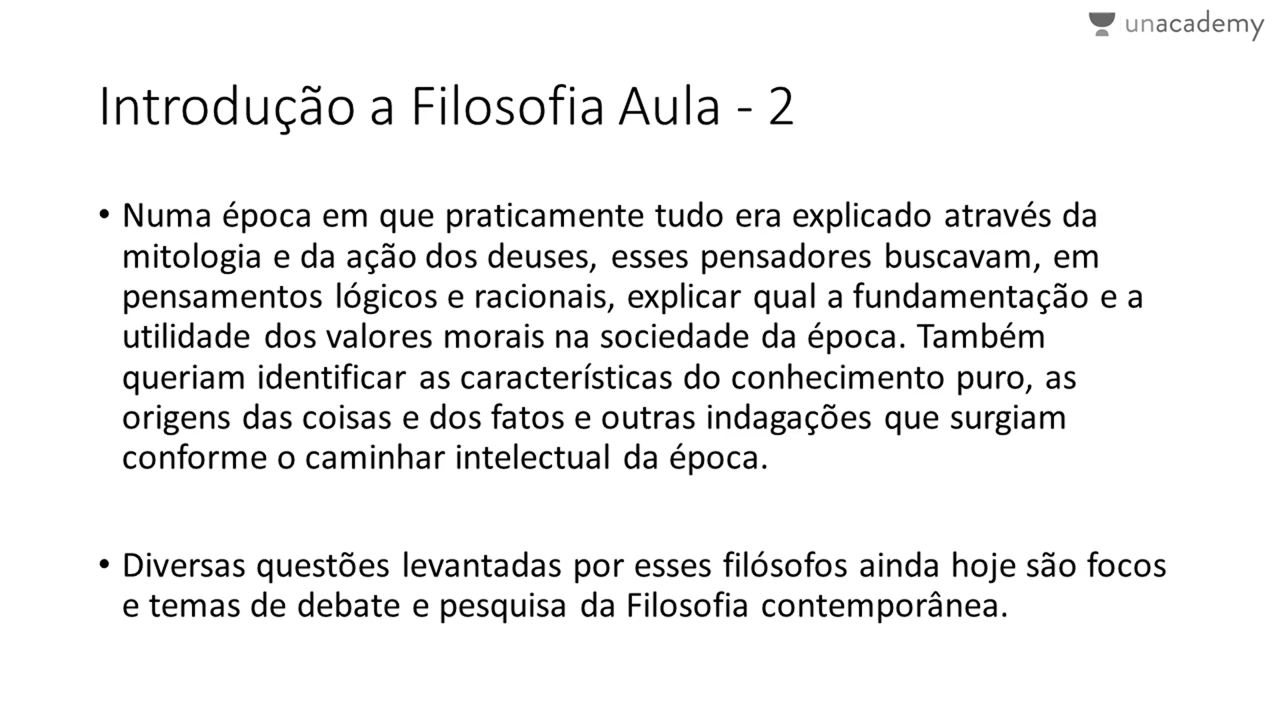 unacademy
Introdução a Filosofia Aula - 2
• Numa época em que praticamente tudo era explicado através da
mitologia e da ação dos deuses, esses pensadores buscavam, em
pensamentos lógicos e racionais, explicar qual a fundamentação e a
utilidade dos valores morais na sociedade da época. Também
queriam identificar as características do conhecimento puro, as
origens das coisas e dos fatos e outras indagações que surgiam
conforme o caminhar intelectual da época.
• Diversas questões levantadas por esses filósofos ainda hoje são focos
e temas de debate e pesquisa da Filosofia contemporânea.